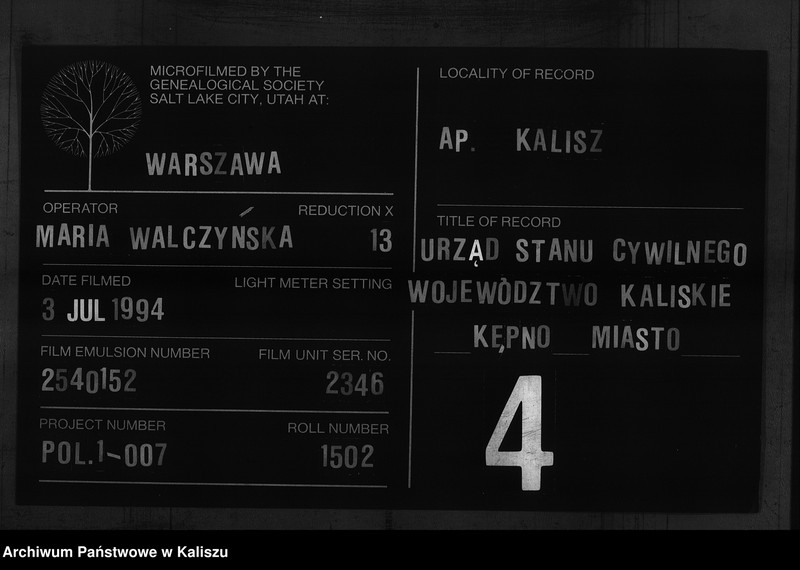 MICROFILMED BY THE
GENEALOGICAL SOCIETY
SALT LAKE CITY, UTAH AT:
WARSZAWA
OPERATOR REDUCTION X
MARIA WALCZYŃSKA 13
DATE FILMED LIGHT METER SETTING
3 JUL 1994
FILM EMULSION NUMBER FILM UNIT SER. NO.
2540152 2346
PROJECT NUMBER ROLL NUMBER
POL.1-007 1502
LOCALITY OF RECORD
AP. KALISZ
TITLE OF RECORD
URZĄD STANU CYWILNEGO
WOJEWÒDZTWO KALISKIE
KĘPNO MIASTO
4
Archiwum Państwowe w Kaliszu